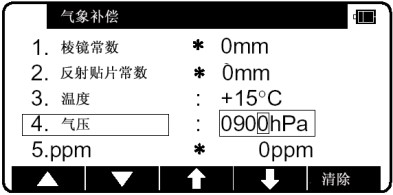 气象补偿
1. 棱镜常数 * 0mm
2. 反射贴片常数 * 0mm
3. 温度 : +15°C
4. 气压 : 0900hPa
5.ppm * 0ppm
清除